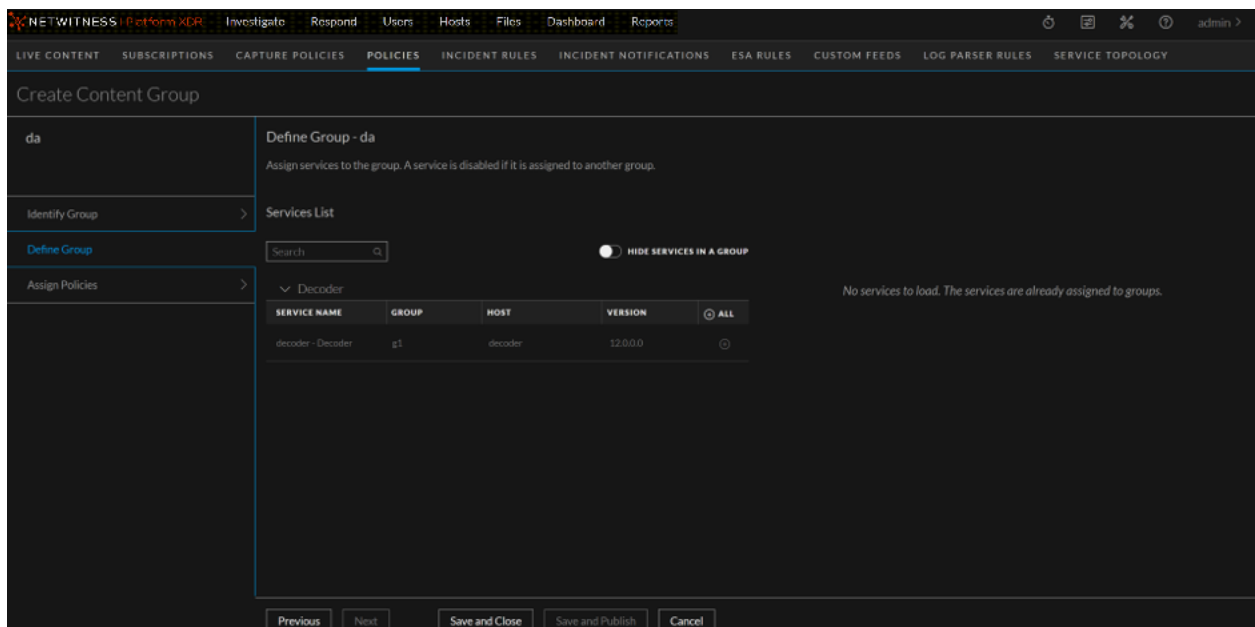 NETWITNESS Platform XDR Investigate Respond Users Hosts Files Dashboard Reports admin >
LIVE CONTENT SUBSCRIPTIONS CAPTURE POLICIES POLICIES INCIDENT RULES INCIDENT NOTIFICATIONS ESA RULES CUSTOM FEEDS LOG PARSER RULES SERVICE TOPOLOGY
Create Content Group
da
Define Group - da
Assign services to the group. A service is disabled if it is assigned to another group.
Identify Group
Services List
Define Group
Search
HIDE SERVICES IN A GROUP
Assign Policies
Decoder
No services to load. The services are already assigned to groups.
SERVICE NAME GROUP HOST VERSION ALL
decoder - Decoder g1 decoder 12.0.0.0
Previous Next Save and Close Save and Publish Cancel